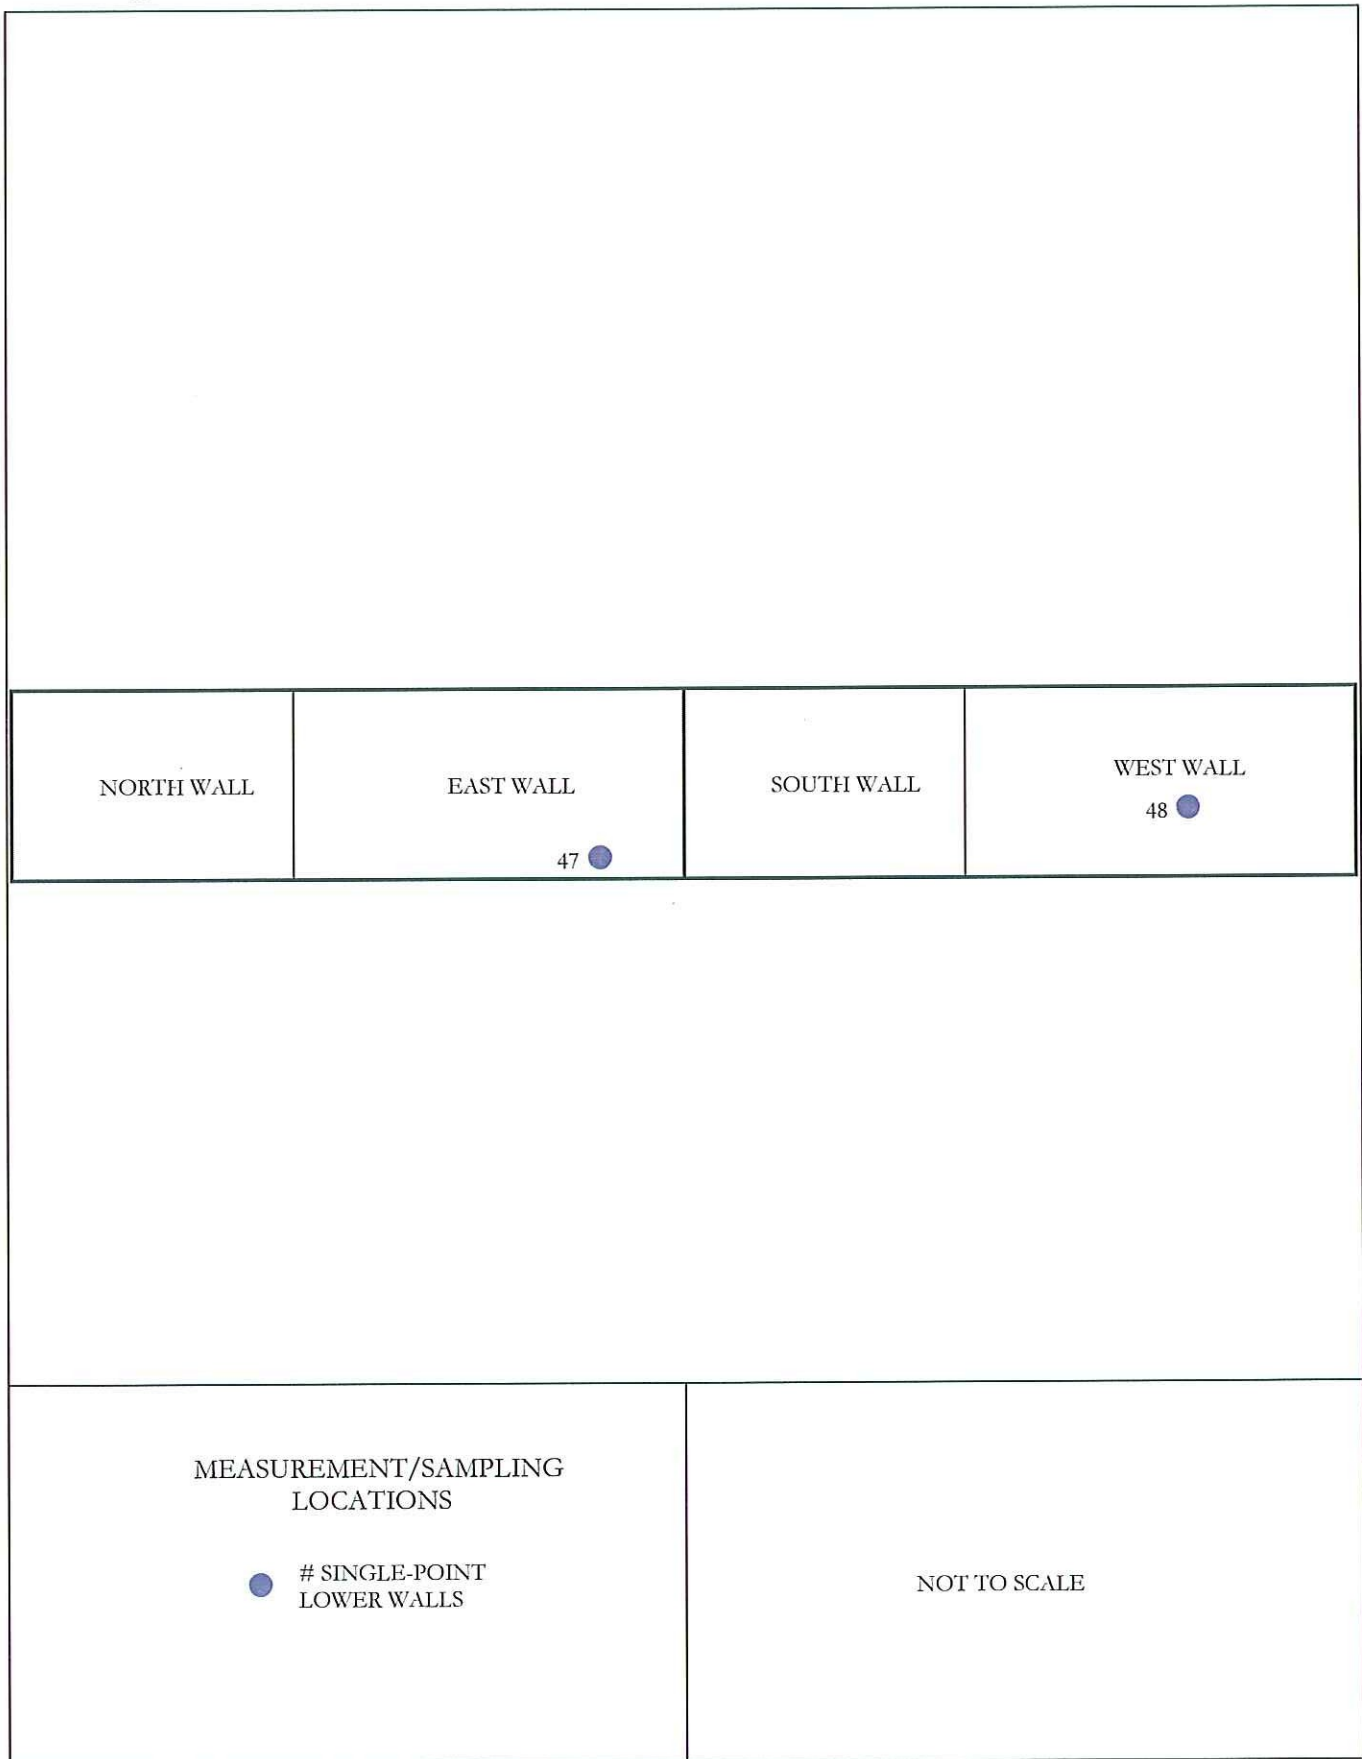 NORTH WALL
EAST WALL
47
SOUTH WALL
WEST WALL
48
MEASUREMENT/SAMPLING
LOCATIONS
# SINGLE-POINT
LOWER WALLS
NOT TO SCALE